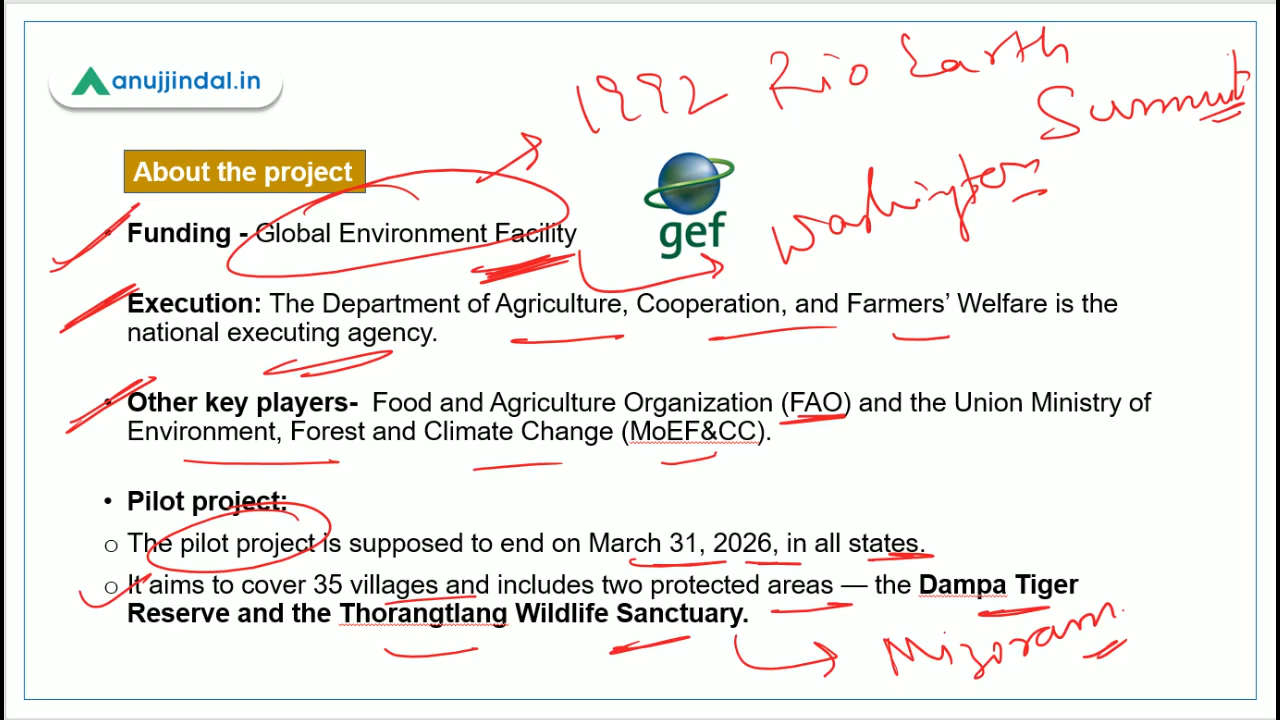 anujjindal.in
1992 Rio Earth
Summit
About the project
gef
Washington
• Funding - Global Environment Facility
• Execution: The Department of Agriculture, Cooperation, and Farmers’ Welfare is the
national executing agency.
• Other key players-  Food and Agriculture Organization (FAO) and the Union Ministry of
Environment, Forest and Climate Change (MoEF&CC).
• Pilot project:
o The pilot project is supposed to end on March 31, 2026, in all states.
o It aims to cover 35 villages and includes two protected areas — the Dampa Tiger
Reserve and the Thorangtlang Wildlife Sanctuary.
Mizoram